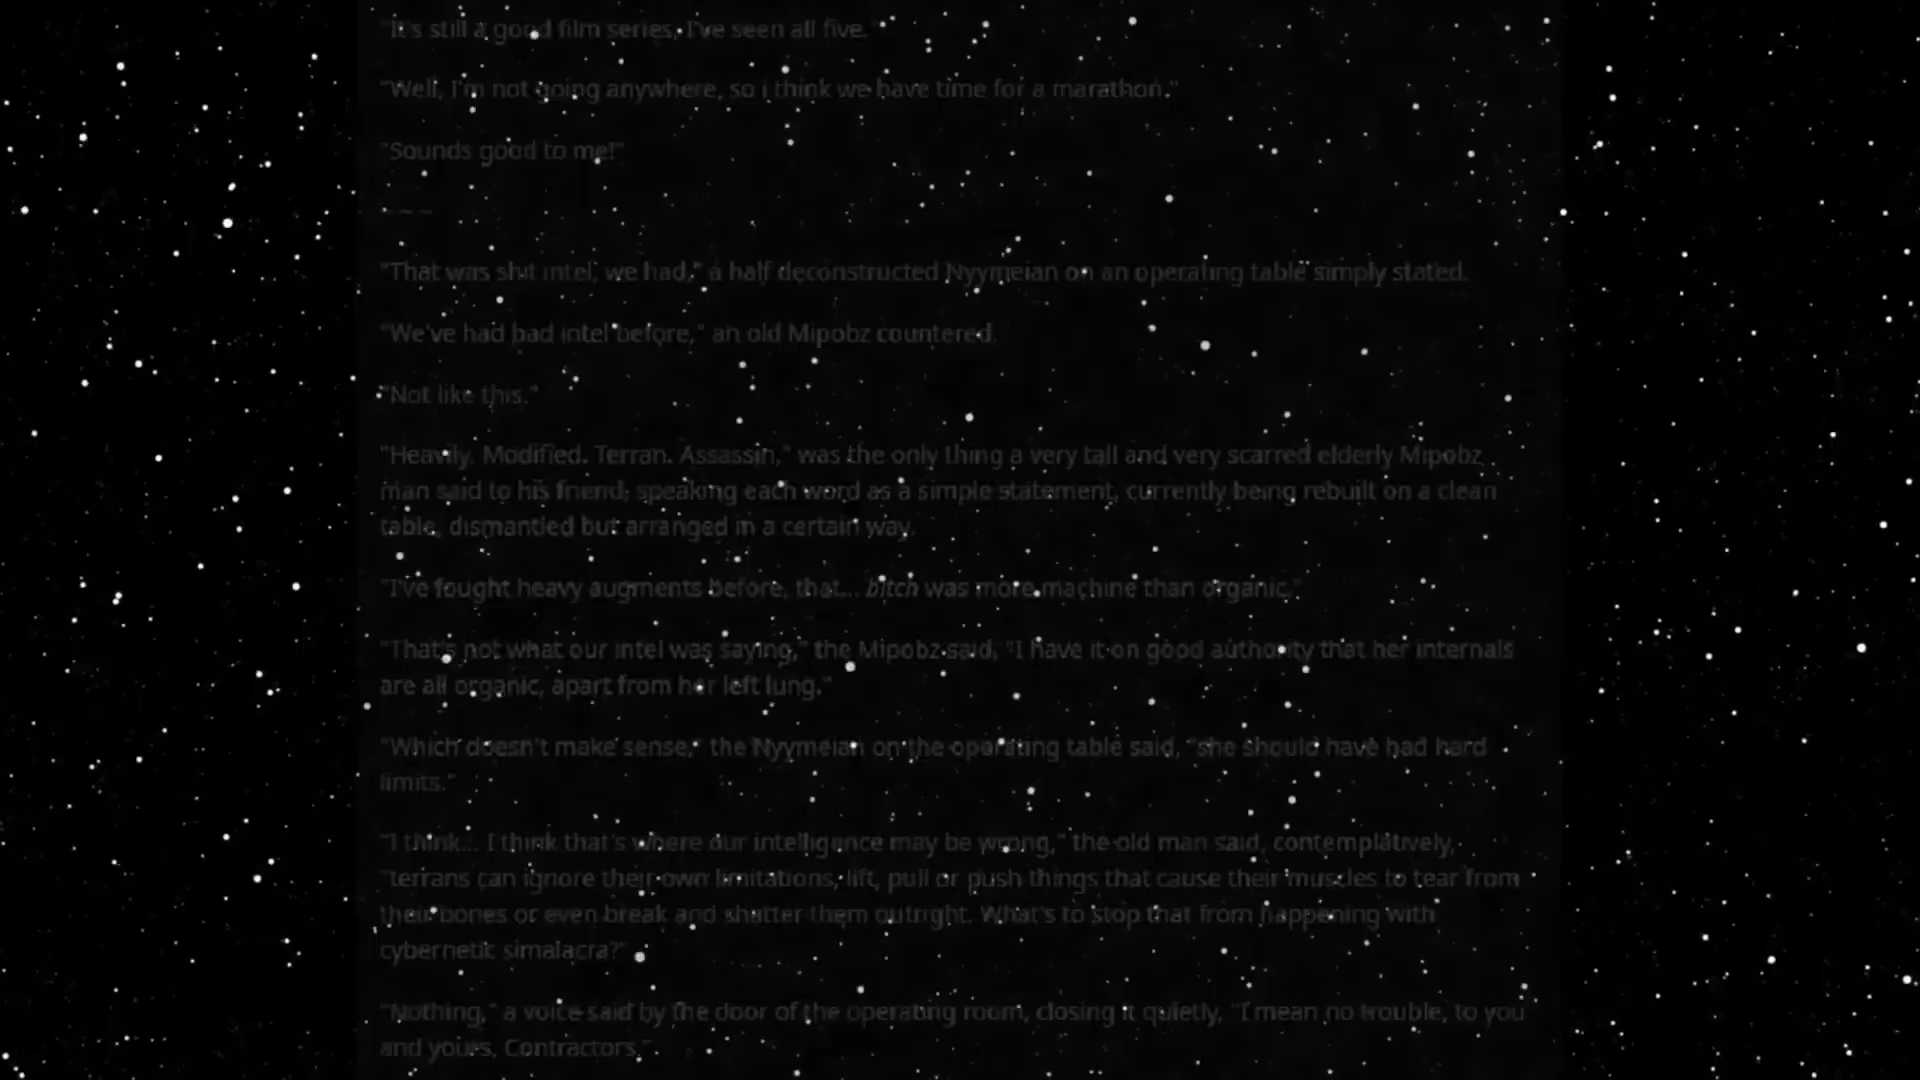 "It's still a good film series, I've seen all five."
"Well, I'm not going anywhere, so i think we have time for a marathon."
"Sounds good to me!"
----
"That was shit intel, we had," a half deconstructed Nyymeian on an operating table simply stated.
"We've had bad intel before," an old Mipobz countered.
"Not like this."
"Heavily. Modified. Terran. Assassin," was the only thing a very tall and very scarred elderly Mipobz
man said to his friend, speaking each word as a simple statement, currently being rebuilt on a clean
table, dismantled but arranged in a certain way.
"I've fought heavy augments before, that... bitch was more machine than organic."
"That's not what our intel was saying," the Mipobz said, "I have it on good authority that her internals
are all organic, apart from her left lung."
"Which doesn't make sense," the Nyymeian on the operating table said, "she should have had hard
limits."
"I think... I think that's where our intelligence may be wrong," the old man said, contemplatively,
"terrans can ignore their own limitations, lift, pull or push things that cause their muscles to tear from
their bones or even break and shatter them outright. What's to stop that from happening with
cybernetic simalacra?"
"Nothing," a voice said by the door of the operating room, closing it quietly, "I mean no trouble, to you
and yours, Contractors."